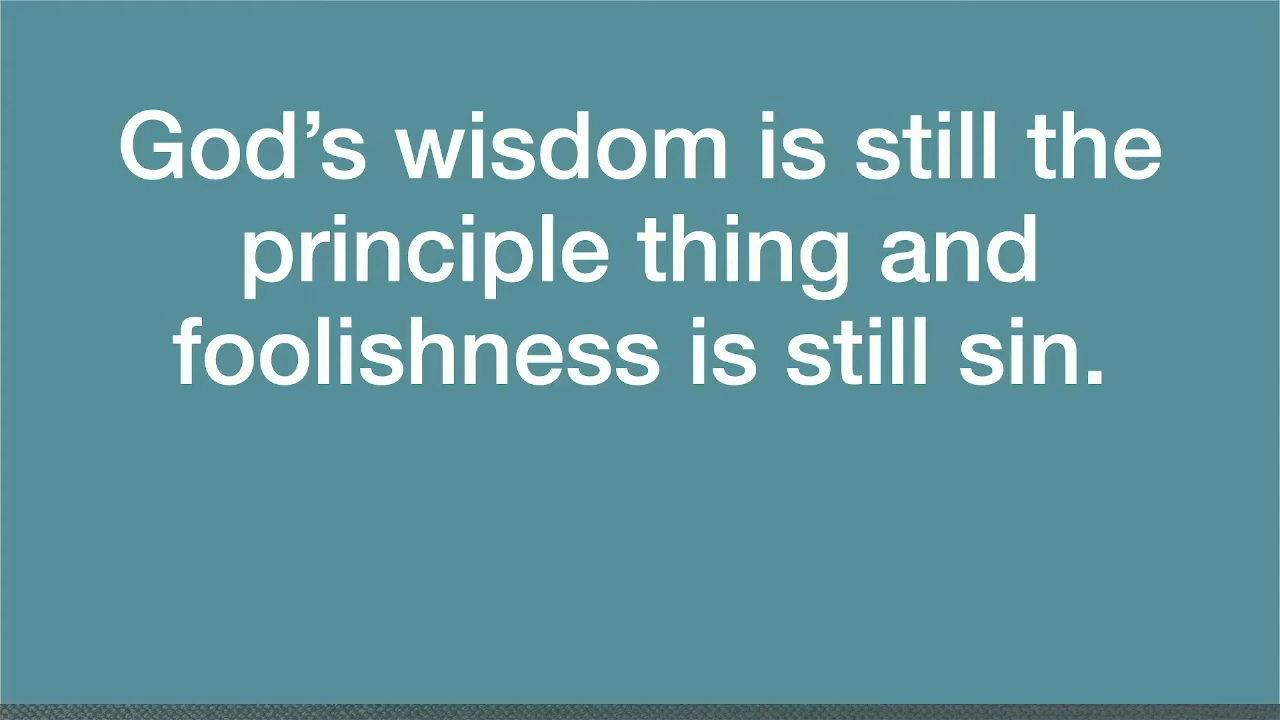 God’s wisdom is still the
principle thing and
foolishness is still sin.